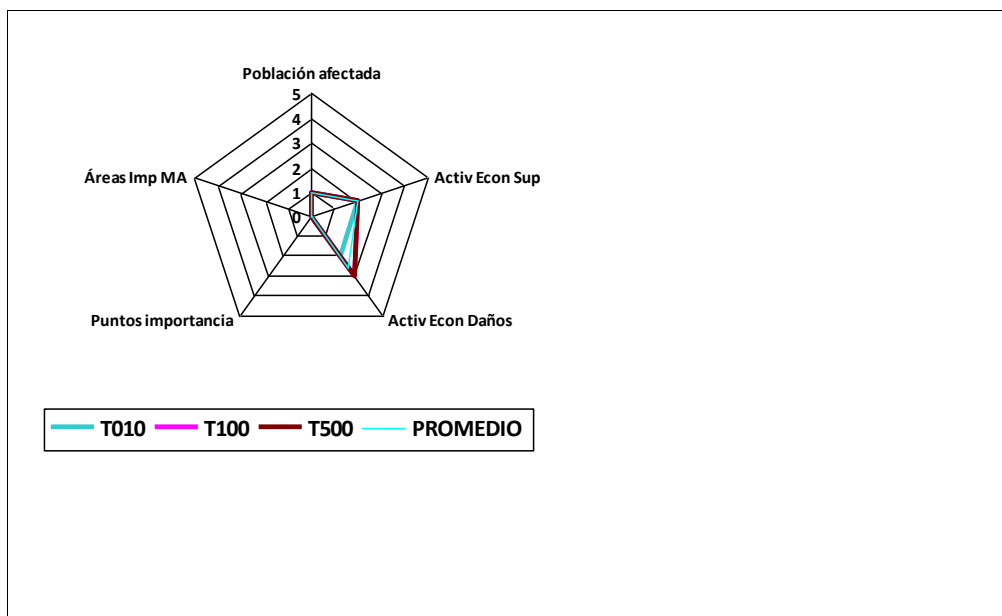 Población afectada
5
4
3
2
1
0
Áreas Imp MA
Activ Econ Sup
Puntos importancia
Activ Econ Daños
T010 T100 T500 PROMEDIO